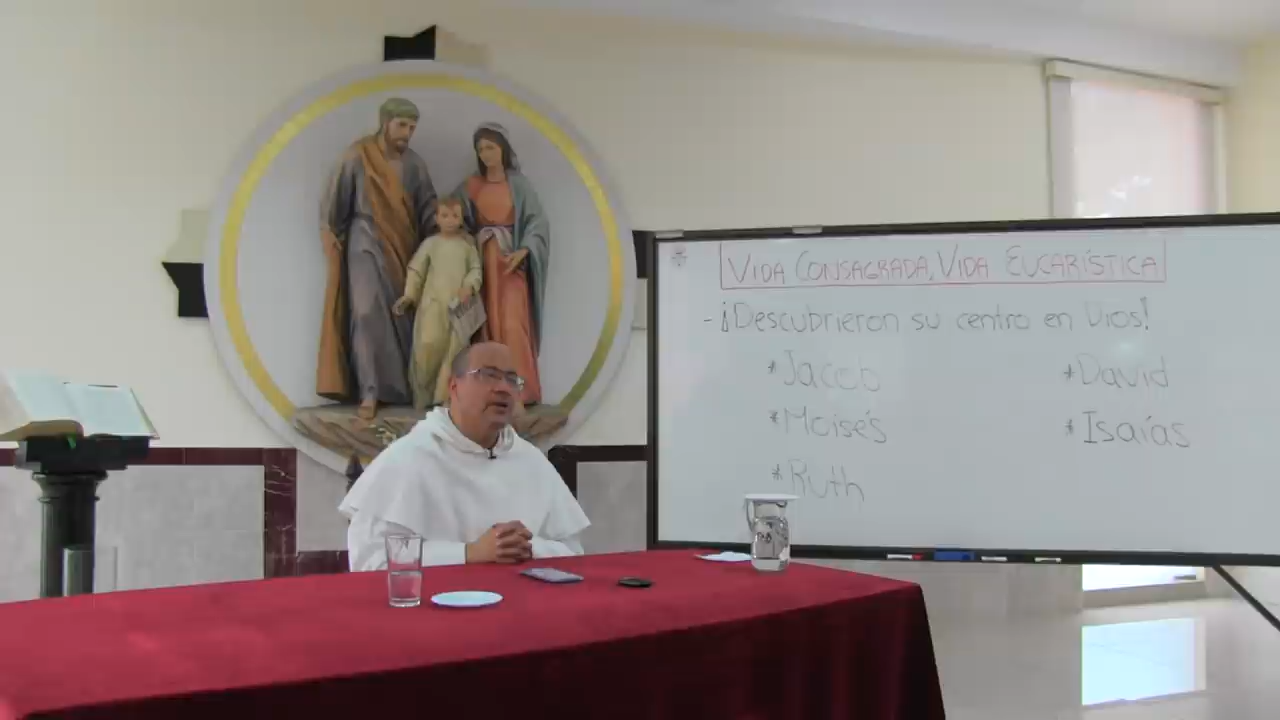 VIDA CONSAGRADA, VIDA EUCARÍSTICA
- ¡Descubrieron su centro en Dios!
* Jacob
* Moisés
* Ruth
* David
* Isaías